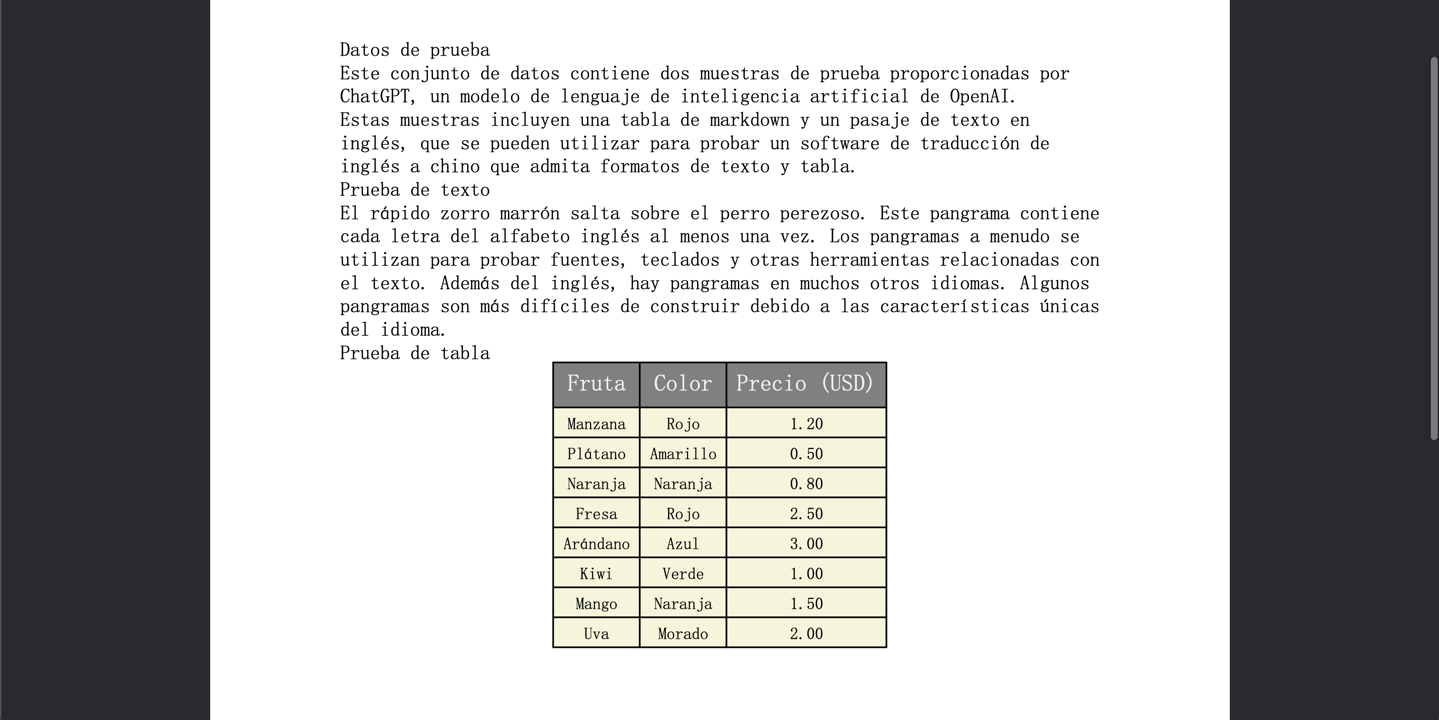 Datos de prueba
Este conjunto de datos contiene dos muestras de prueba proporcionadas por
ChatGPT, un modelo de lenguaje de inteligencia artificial de OpenAI.
Estas muestras incluyen una tabla de markdown y un pasaje de texto en
inglés, que se pueden utilizar para probar un software de traducción de
inglés a chino que admita formatos de texto y tabla.
Prueba de texto
El rápido zorro marrón salta sobre el perro perezoso. Este pangrama contiene
cada letra del alfabeto inglés al menos una vez. Los pangramas a menudo se
utilizan para probar fuentes, teclados y otras herramientas relacionadas con
el texto. Además del inglés, hay pangramas en muchos otros idiomas. Algunos
pangramas son más difíciles de construir debido a las características únicas
del idioma.
Prueba de tabla
Fruta Color Precio (USD)
Manzana Rojo 1.20
Plátano Amarillo 0.50
Naranja Naranja 0.80
Fresa Rojo 2.50
Arándano Azul 3.00
Kiwi Verde 1.00
Mango Naranja 1.50
Uva Morado 2.00